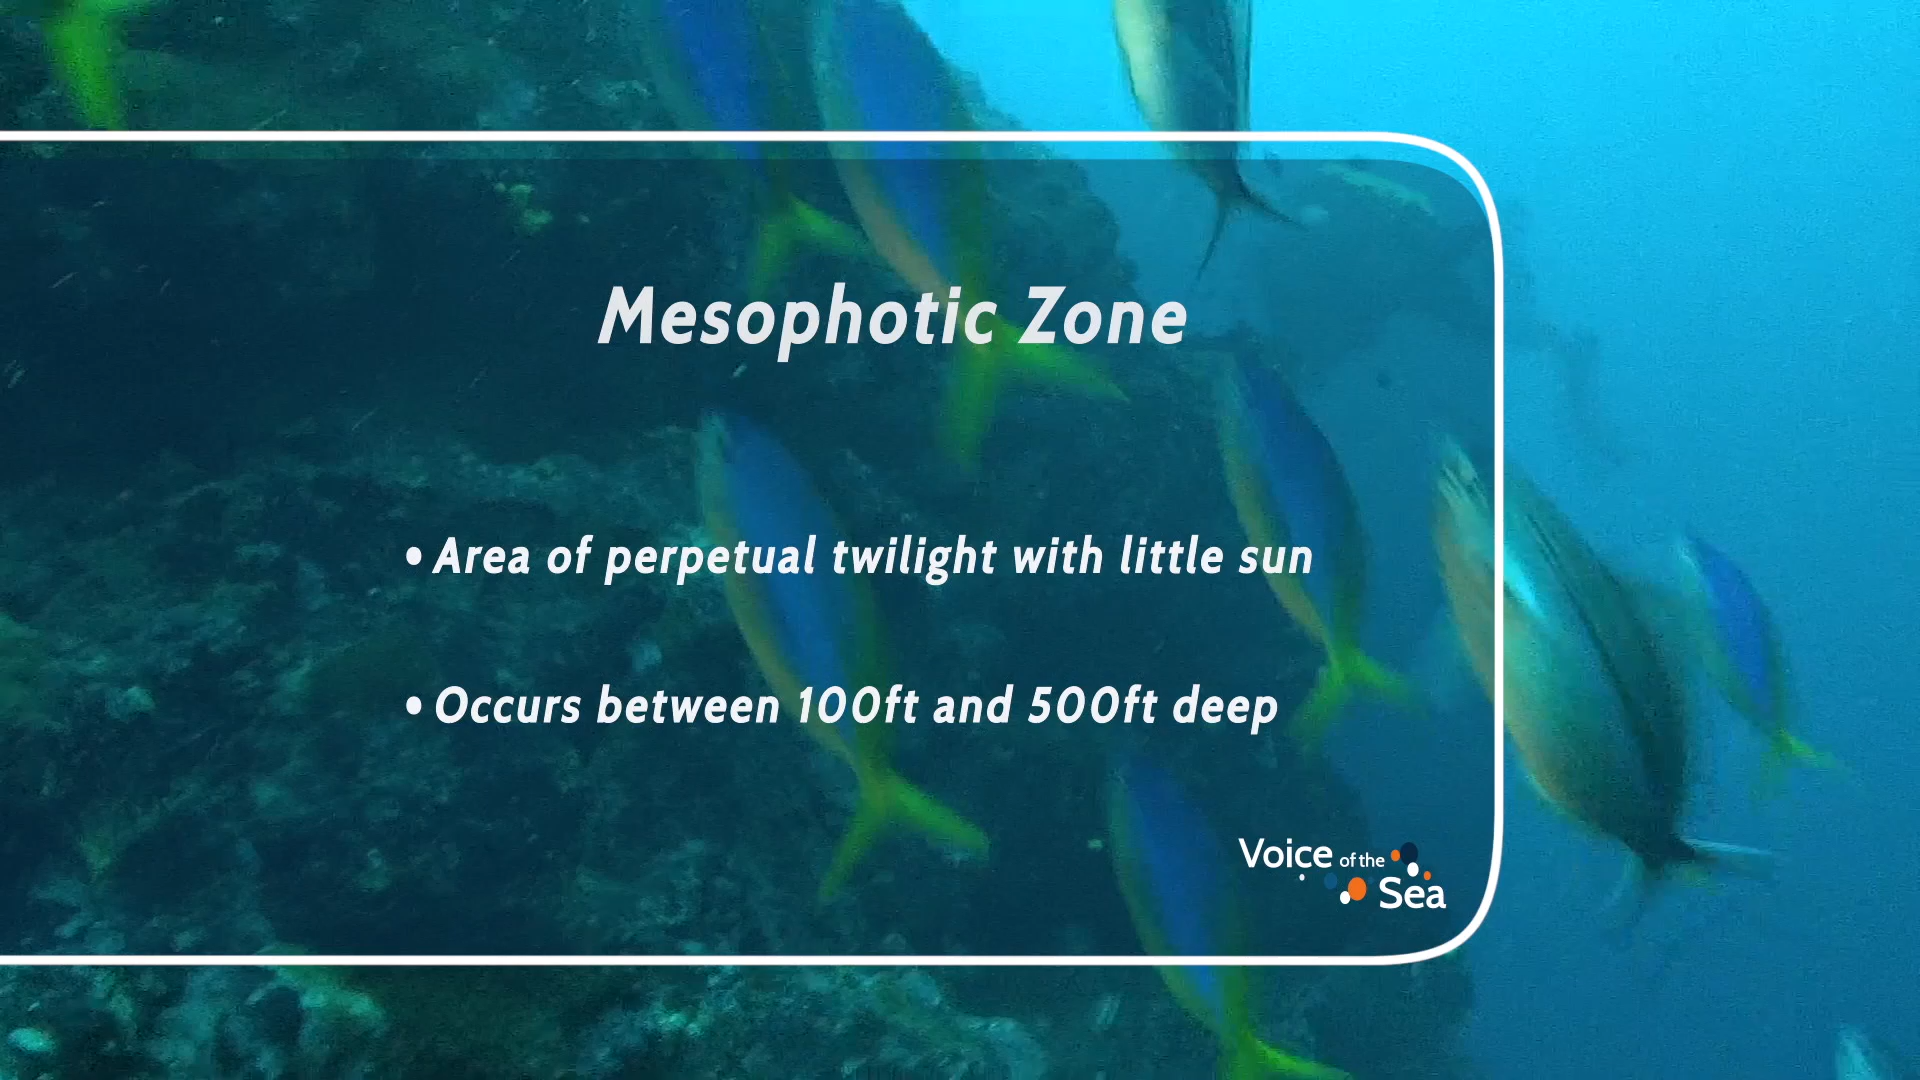 Mesophotic Zone
• Area of perpetual twilight with little sun
• Occurs between 100ft and 500ft deep
Voice of the
Sea